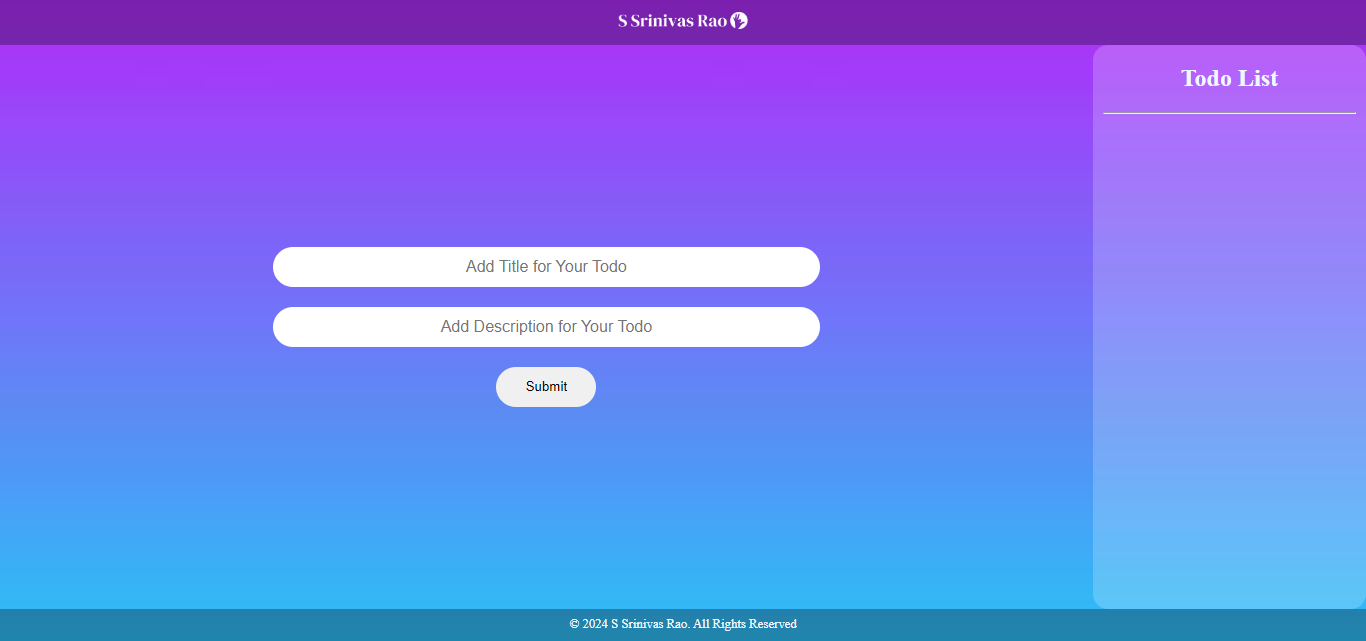 S Srinivas Rao
Todo List
Add Title for Your Todo
Add Description for Your Todo
Submit
© 2024 S Srinivas Rao. All Rights Reserved